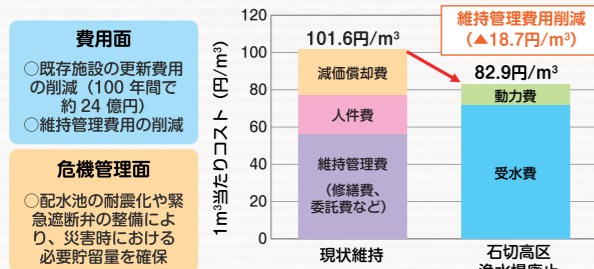 費用面
○既存施設の更新費用
の削減（100 年間で
約 24 億円）
○維持管理費用の削減
危機管理面
○配水池の耐震化や緊
急遮断弁の整備によ
り、災害時における
必要貯留量を確保
1m³当たりコスト（円/m³）
120
100
80
60
40
20
0
101.6円/m³
減価償却費
人件費
維持管理費
（修繕費、
委託費など）
現状維持
維持管理費用削減
（▲18.7円/m³）
82.9円/m³
動力費
受水費
石切高区
浄水場廃止